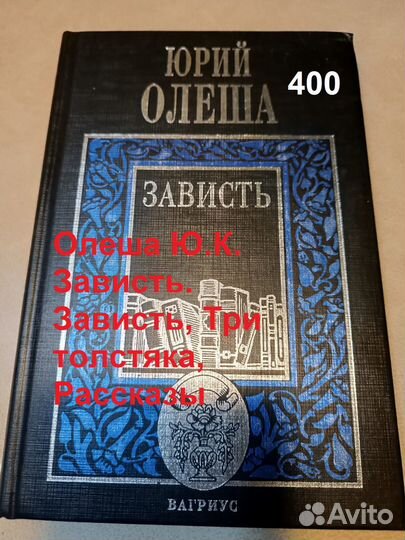 ЮРИЙ
ОЛЕША
400
ЗАВИСТЬ
Олеша Ю.К.
Зависть.
Зависть, Три
толстяка,
Рассказы
ВАГРИУС
Avito